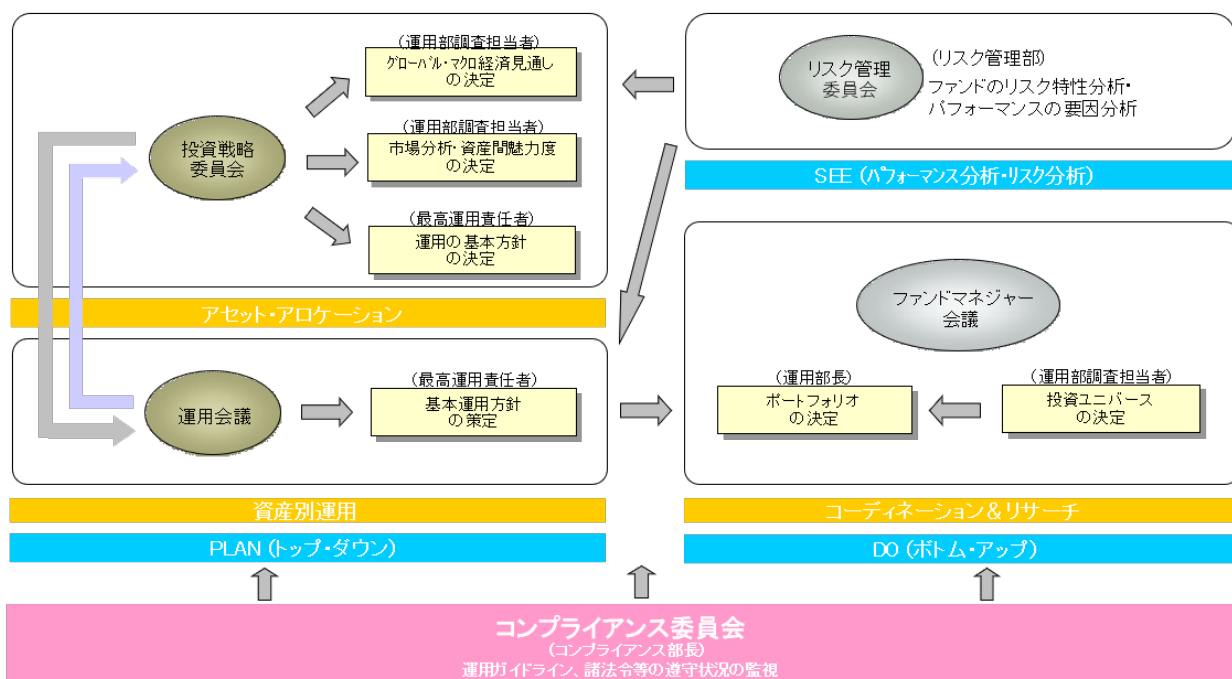 (運用部調査担当者)
グローバル・マクロ経済見通し
の決定
投資戦略
委員会
(運用部調査担当者)
市場分析・資産間魅力度
の決定
(最高運用責任者)
運用の基本方針
の決定
アセット・アロケーション
運用会議
(最高運用責任者)
基本運用方針
の策定
資産別運用
PLAN (トップ・ダウン)
リスク管理
委員会
(リスク管理部)
ファンドのリスク特性分析・
パフォーマンスの要因分析
SEE (パフォーマンス分析・リスク分析)
ファンドマネジャー
会議
(運用部長)
ポートフォリオ
の決定
(運用部調査担当者)
投資ユニバース
の決定
コーディネーション&リサーチ
DO (ボトム・アップ)
コンプライアンス委員会
(コンプライアンス部長)
運用ガイドライン、諸法令等の遵守状況の監視